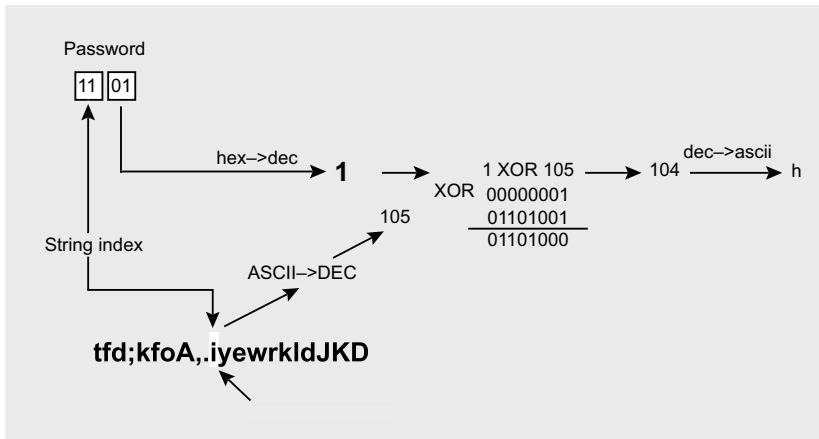 Password
11 01
hex–>dec
1
XOR
1 XOR 105
00000001
01101001
01101000
104
dec–>ascii
h
105
String index
ASCII–>DEC
tfd;kfoA,.iyewrkldJKD